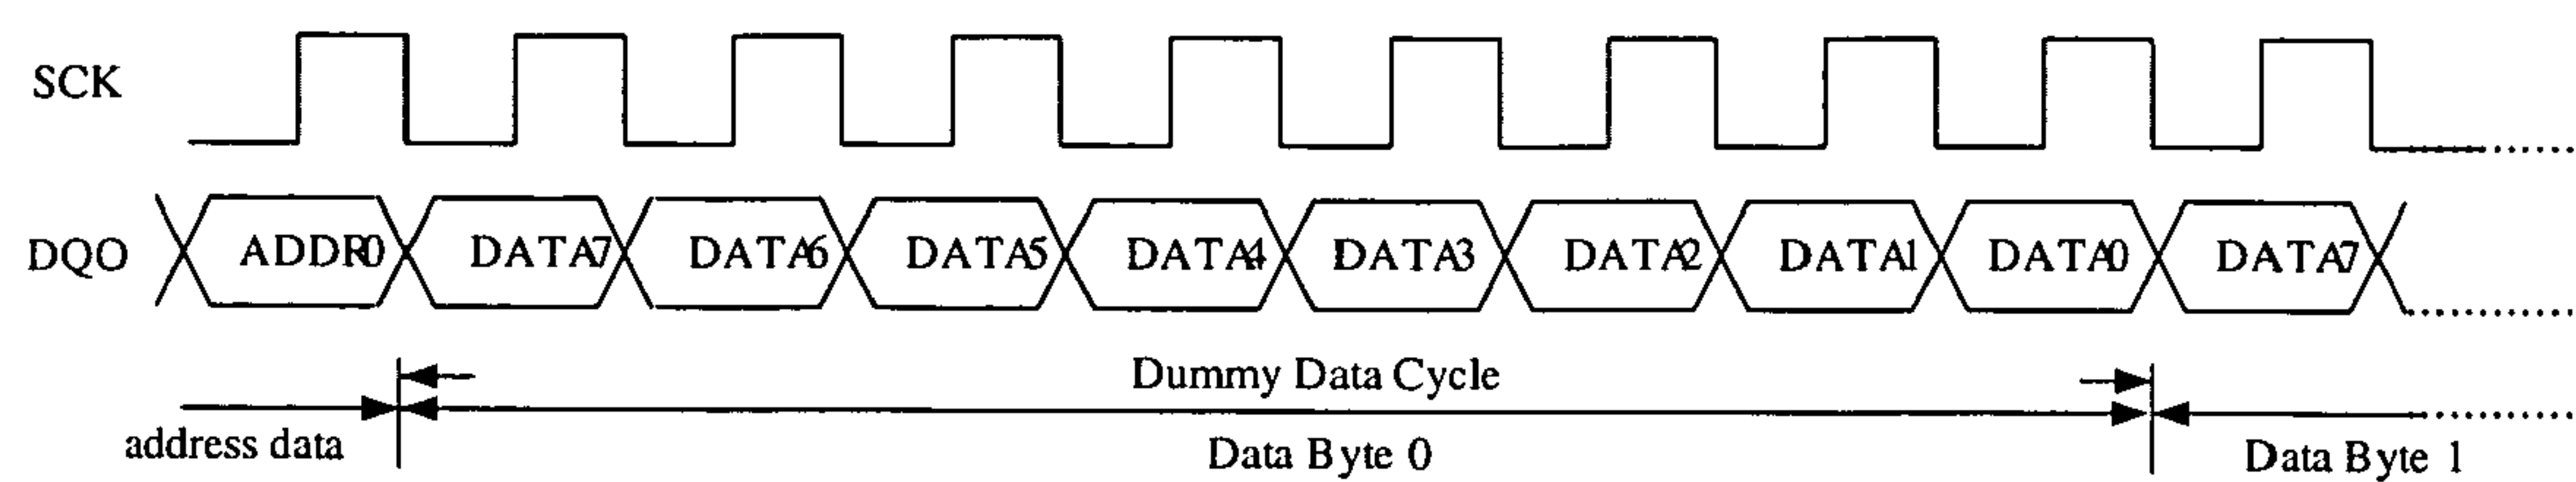 SCK
DQO ADDR0 DATA7 DATA6 DATA5 DATA4 DATA3 DATA2 DATA1 DATA0 DATA7
Dummy Data Cycle
address data Data Byte 0 Data Byte 1